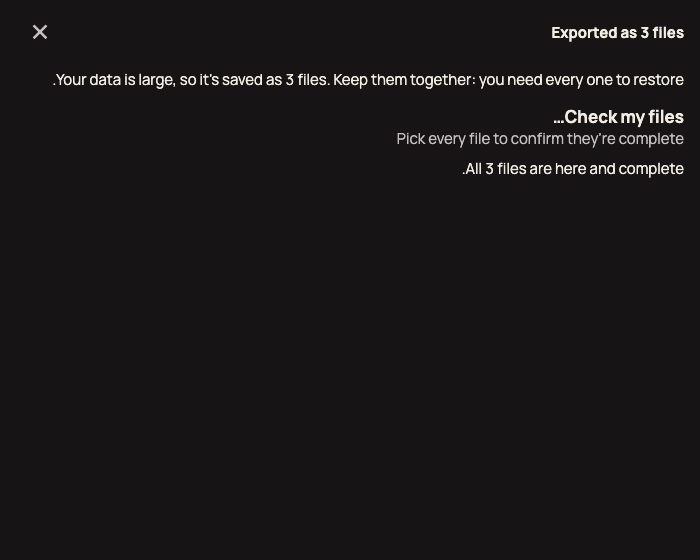 Exported as 3 files
.Your data is large, so it's saved as 3 files. Keep them together: you need every one to restore
…Check my files
Pick every file to confirm they're complete
.All 3 files are here and complete